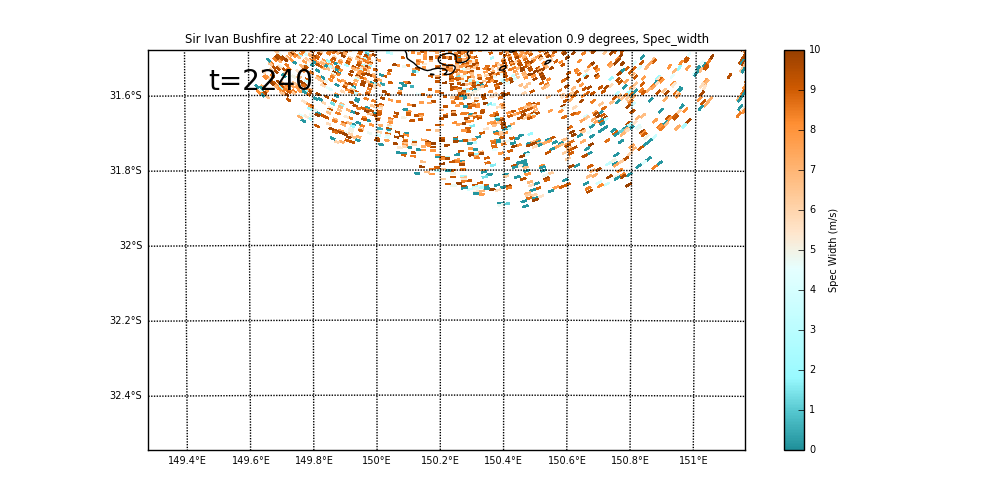 Sir Ivan Bushfire at 22:40 Local Time on 2017 02 12 at elevation 0.9 degrees, Spec_width
t=2240
31.6°S
31.8°S
32°S
32.2°S
32.4°S
149.4°E 149.6°E 149.8°E 150°E 150.2°E 150.4°E 150.6°E 150.8°E 151°E
10
9
8
7
6
5
4
3
2
1
0
Spec Width (m/s)